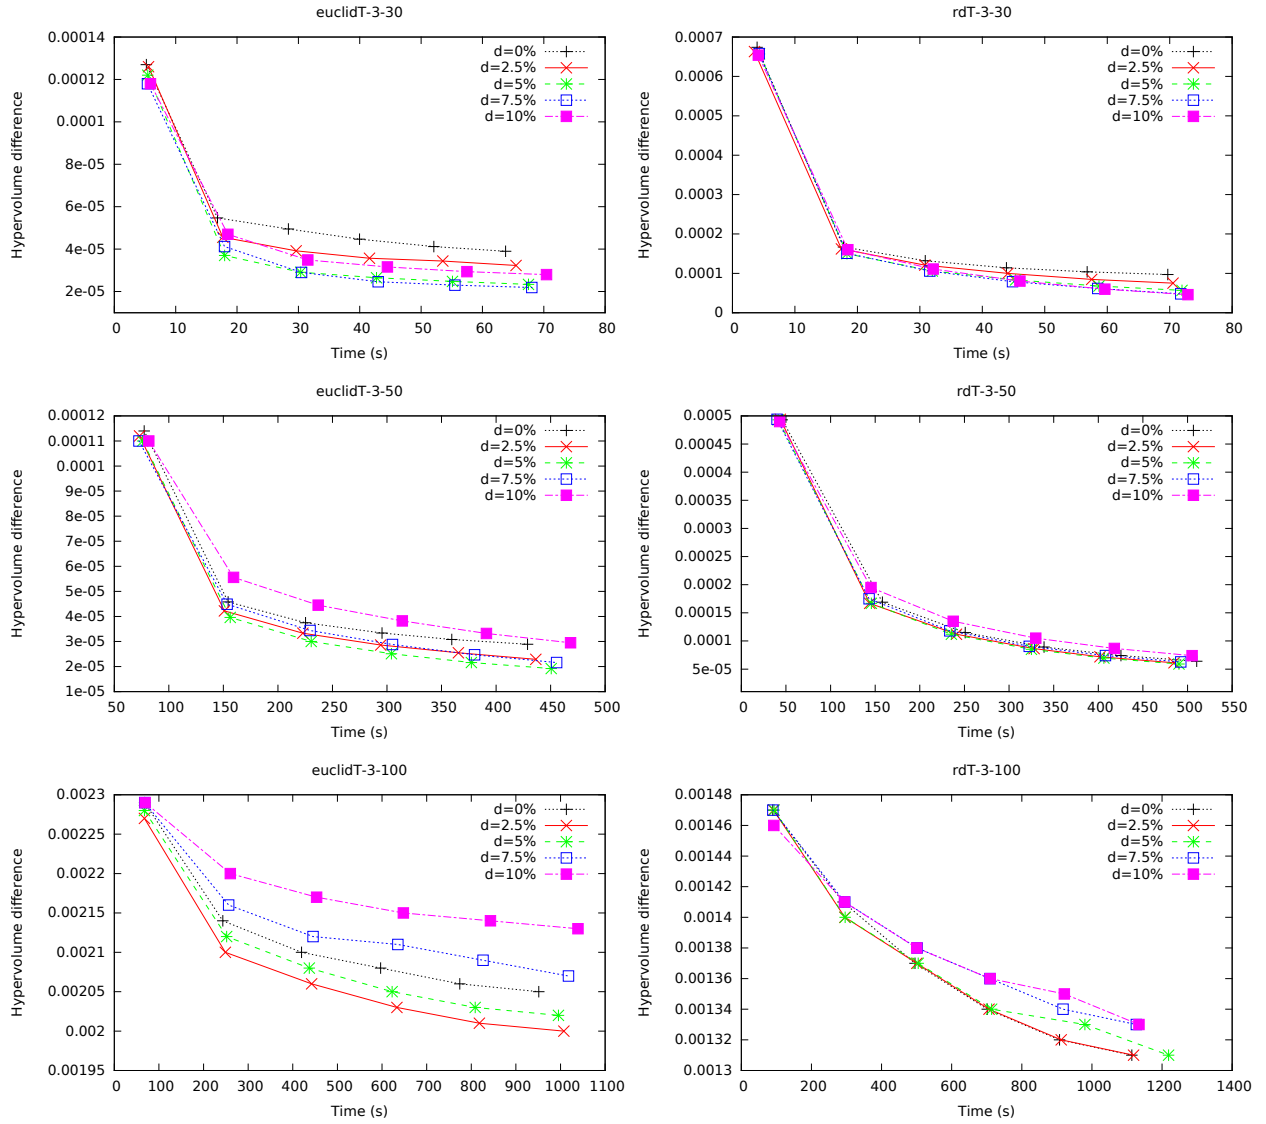 euclidT-3-30
Hypervolume difference
0.00014
0.00012
0.0001
8e-05
6e-05
4e-05
2e-05
d=0%
d=2.5%
d=5%
d=7.5%
d=10%
0 10 20 30 40 50 60 70 80
Time (s)
rdT-3-30
Hypervolume difference
0.0007
0.0006
0.0005
0.0004
0.0003
0.0002
0.0001
0
d=0%
d=2.5%
d=5%
d=7.5%
d=10%
0 10 20 30 40 50 60 70 80
Time (s)
euclidT-3-50
Hypervolume difference
0.00012
0.00011
0.0001
9e-05
8e-05
7e-05
6e-05
5e-05
4e-05
3e-05
2e-05
1e-05
d=0%
d=2.5%
d=5%
d=7.5%
d=10%
50 100 150 200 250 300 350 400 450 500
Time (s)
rdT-3-50
Hypervolume difference
0.0005
0.00045
0.0004
0.00035
0.0003
0.00025
0.0002
0.00015
0.0001
5e-05
d=0%
d=2.5%
d=5%
d=7.5%
d=10%
0 50 100 150 200 250 300 350 400 450 500 550
Time (s)
euclidT-3-100
Hypervolume difference
0.0023
0.00225
0.0022
0.00215
0.0021
0.00205
0.002
0.00195
d=0%
d=2.5%
d=5%
d=7.5%
d=10%
0 100 200 300 400 500 600 700 800 900 1000 1100
Time (s)
rdT-3-100
Hypervolume difference
0.00148
0.00146
0.00144
0.00142
0.0014
0.00138
0.00136
0.00134
0.00132
0.0013
d=0%
d=2.5%
d=5%
d=7.5%
d=10%
0 200 400 600 800 1000 1200 1400
Time (s)